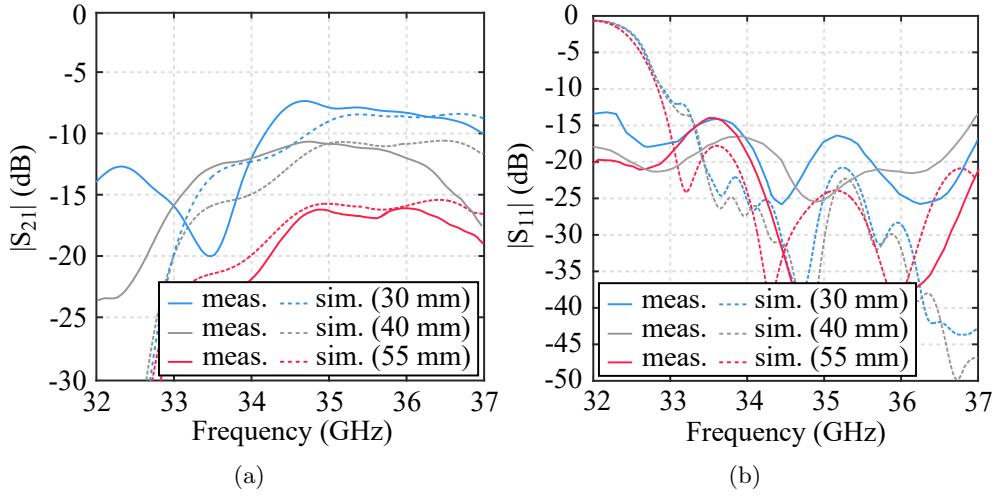 0
-5
-10
-15
-20
-25
-30
|S21| (dB)
meas. sim. (30 mm)
meas. sim. (40 mm)
meas. sim. (55 mm)
32 33 34 35 36 37
Frequency (GHz)
(a)
0
-5
-10
-15
-20
-25
-30
-35
-40
-45
-50
|S11| (dB)
meas. sim. (30 mm)
meas. sim. (40 mm)
meas. sim. (55 mm)
32 33 34 35 36 37
Frequency (GHz)
(b)